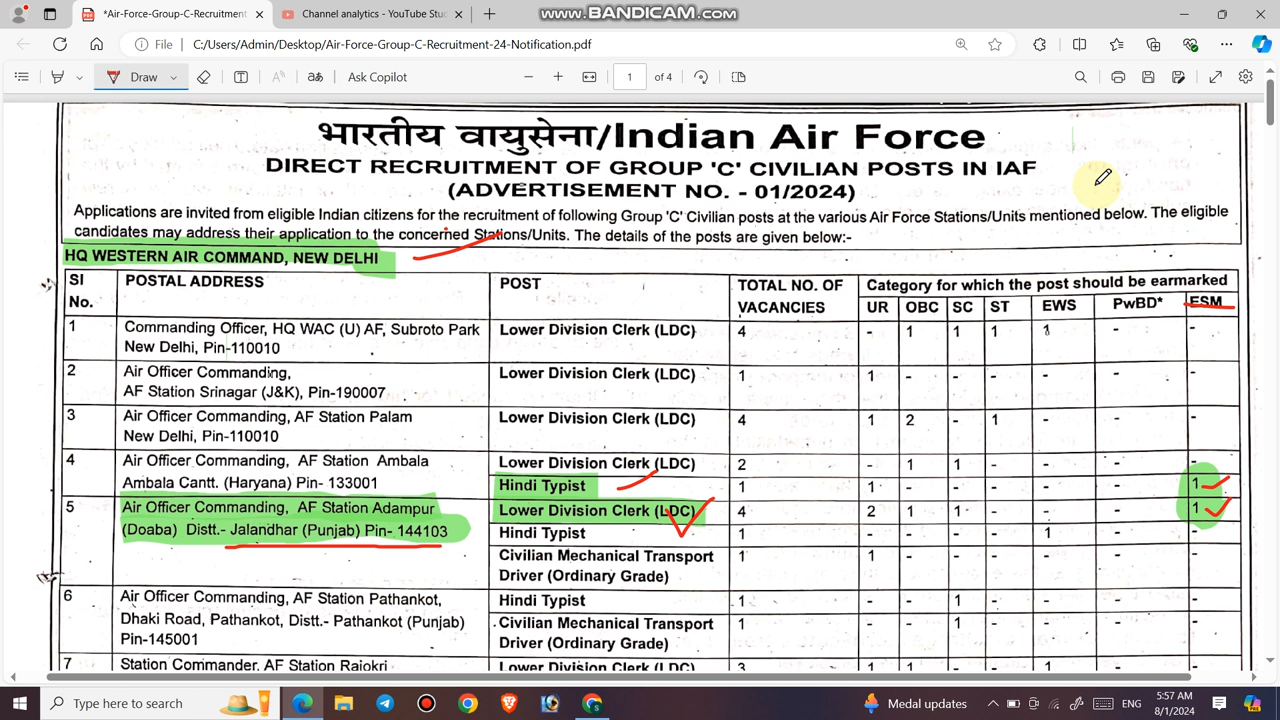 *Air-Force-Group-C-Recruitment
Channel analytics - YouTube Stud
WWW.BANDICAM.COM
File
C:/Users/Admin/Desktop/Air-Force-Group-C-Recruitment-24-Notification.pdf
Draw
Ask Copilot
1 of 4
भारतीय वायुसेना/Indian Air Force
DIRECT RECRUITMENT OF GROUP 'C' CIVILIAN POSTS IN IAF
(ADVERTISEMENT NO. - 01/2024)
Applications are invited from eligible Indian citizens for the recruitment of following Group 'C' Civilian posts at the various Air Force Stations/Units mentioned below. The eligible
candidates may address their application to the concerned Stations/Units. The details of the posts are given below:-
HQ WESTERN AIR COMMAND, NEW DELHI
SI No. POSTAL ADDRESS POST TOTAL NO. OF VACANCIES Category for which the post should be earmarked
UR OBC SC ST EWS PwBD* ESM
1 Commanding Officer, HQ WAC (U) AF, Subroto Park Lower Division Clerk (LDC) 4 - 1 1 1 1 - -
New Delhi, Pin-110010
2 Air Officer Commanding, Lower Division Clerk (LDC) 1 1 - - - - - -
AF Station Srinagar (J&K), Pin-190007
3 Air Officer Commanding, AF Station Palam Lower Division Clerk (LDC) 4 1 2 - 1 - - -
New Delhi, Pin-110010
4 Air Officer Commanding, AF Station Ambala Lower Division Clerk (LDC) 2 - 1 1 - - - -
Ambala Cantt. (Haryana) Pin- 133001 Hindi Typist 1 1 - - - - - 1
5 Air Officer Commanding, AF Station Adampur Lower Division Clerk (LDC) 4 2 1 1 - - - 1
(Doaba) Distt.- Jalandhar (Punjab) Pin- 144103 Hindi Typist 1 - - - - 1 - -
Civilian Mechanical Transport 1 1 - - - - - -
Driver (Ordinary Grade)
6 Air Officer Commanding, AF Station Pathankot, Hindi Typist 1 - - 1 - - - -
Dhaki Road, Pathankot, Distt.- Pathankot (Punjab) Civilian Mechanical Transport 1 - - 1 - - - -
Pin-145001 Driver (Ordinary Grade)
7 Station Commander, AF Station Rajokri Lower Division Clerk (LDC) 3 1 1 - - 1 - -
Type here to search
Medal updates
ENG
5:57 AM
8/1/2024